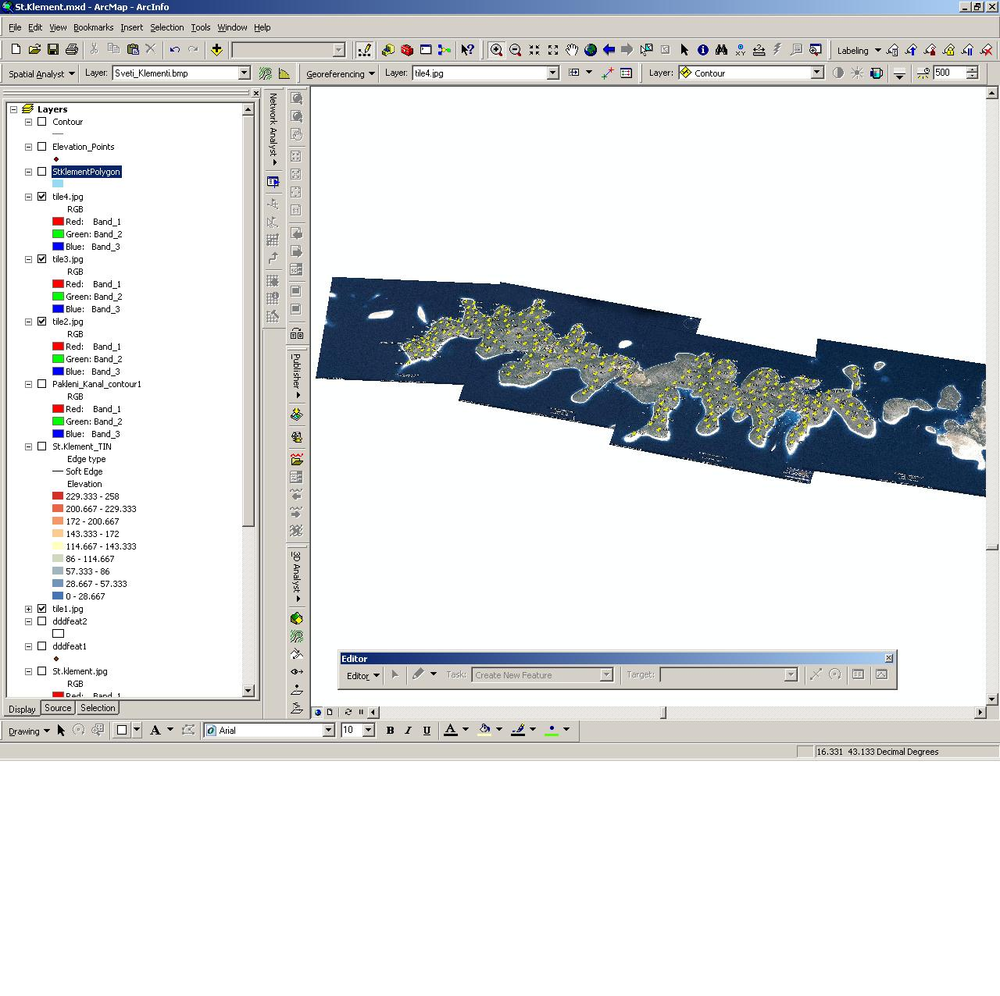 St.Klement.mxd - ArcMap - ArcInfo
File Edit View Bookmarks Insert Selection Tools Window Help
Labeling
Spatial Analyst Layer: Sveti_Klementi.bmp Georeferencing Layer: tile4.jpg Layer: Contour 500
Layers
Contour
Elevation_Points
StKlementPolygon
tile4.jpg
RGB
Red: Band_1
Green: Band_2
Blue: Band_3
tile3.jpg
RGB
Red: Band_1
Green: Band_2
Blue: Band_3
tile2.jpg
RGB
Red: Band_1
Green: Band_2
Blue: Band_3
Pakleni_Kanal_contour1
RGB
Red: Band_1
Green: Band_2
Blue: Band_3
St.Klement_TIN
Edge type
Soft Edge
Elevation
229.333 - 258
200.667 - 229.333
172 - 200.667
143.333 - 172
114.667 - 143.333
86 - 114.667
57.333 - 86
28.667 - 57.333
0 - 28.667
tile1.jpg
dddfeat2
dddfeat1
St.klement.jpg
RGB
Red: Band_1
Display Source Selection
Network Analyst
Publisher
3D Analyst
Editor
Editor Task: Create New Feature Target:
Drawing A Arial 10 B I U A
16.331 43.133 Decimal Degrees